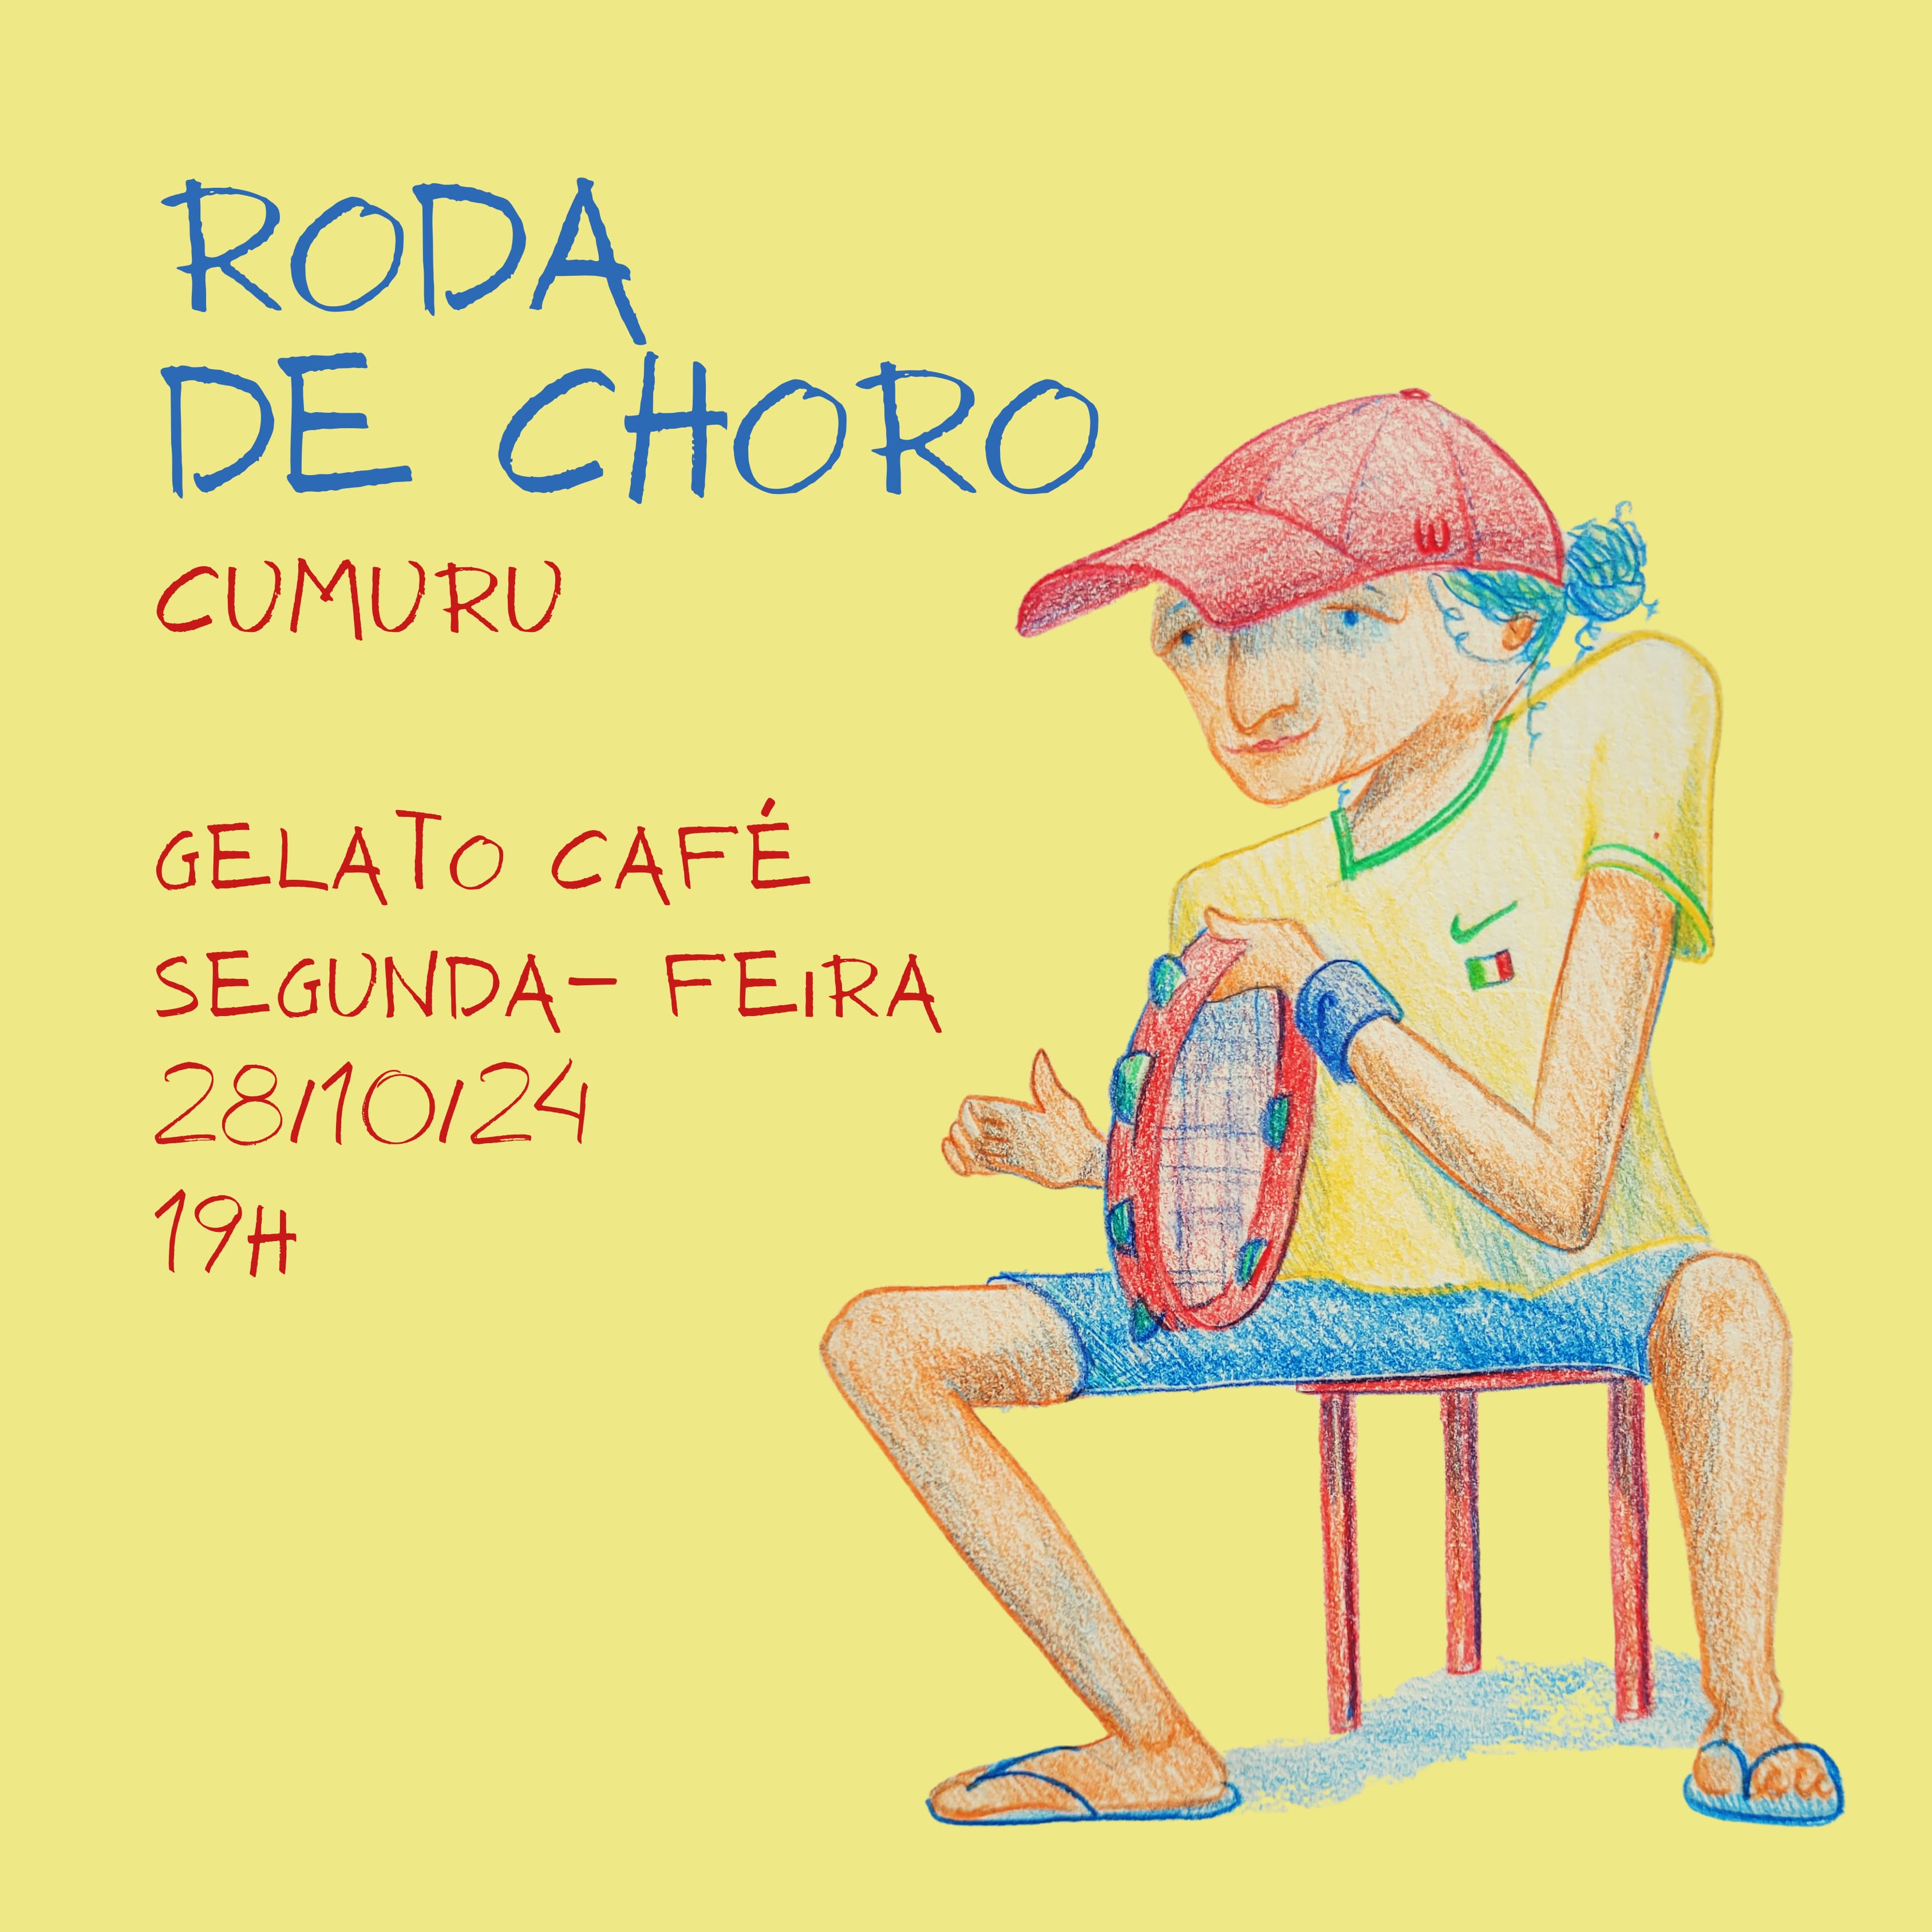 RODA
DE CHORO
CUMURU
GELATO CAFÉ
SEGUNDA- FEIRA
28/10/24
19H
W